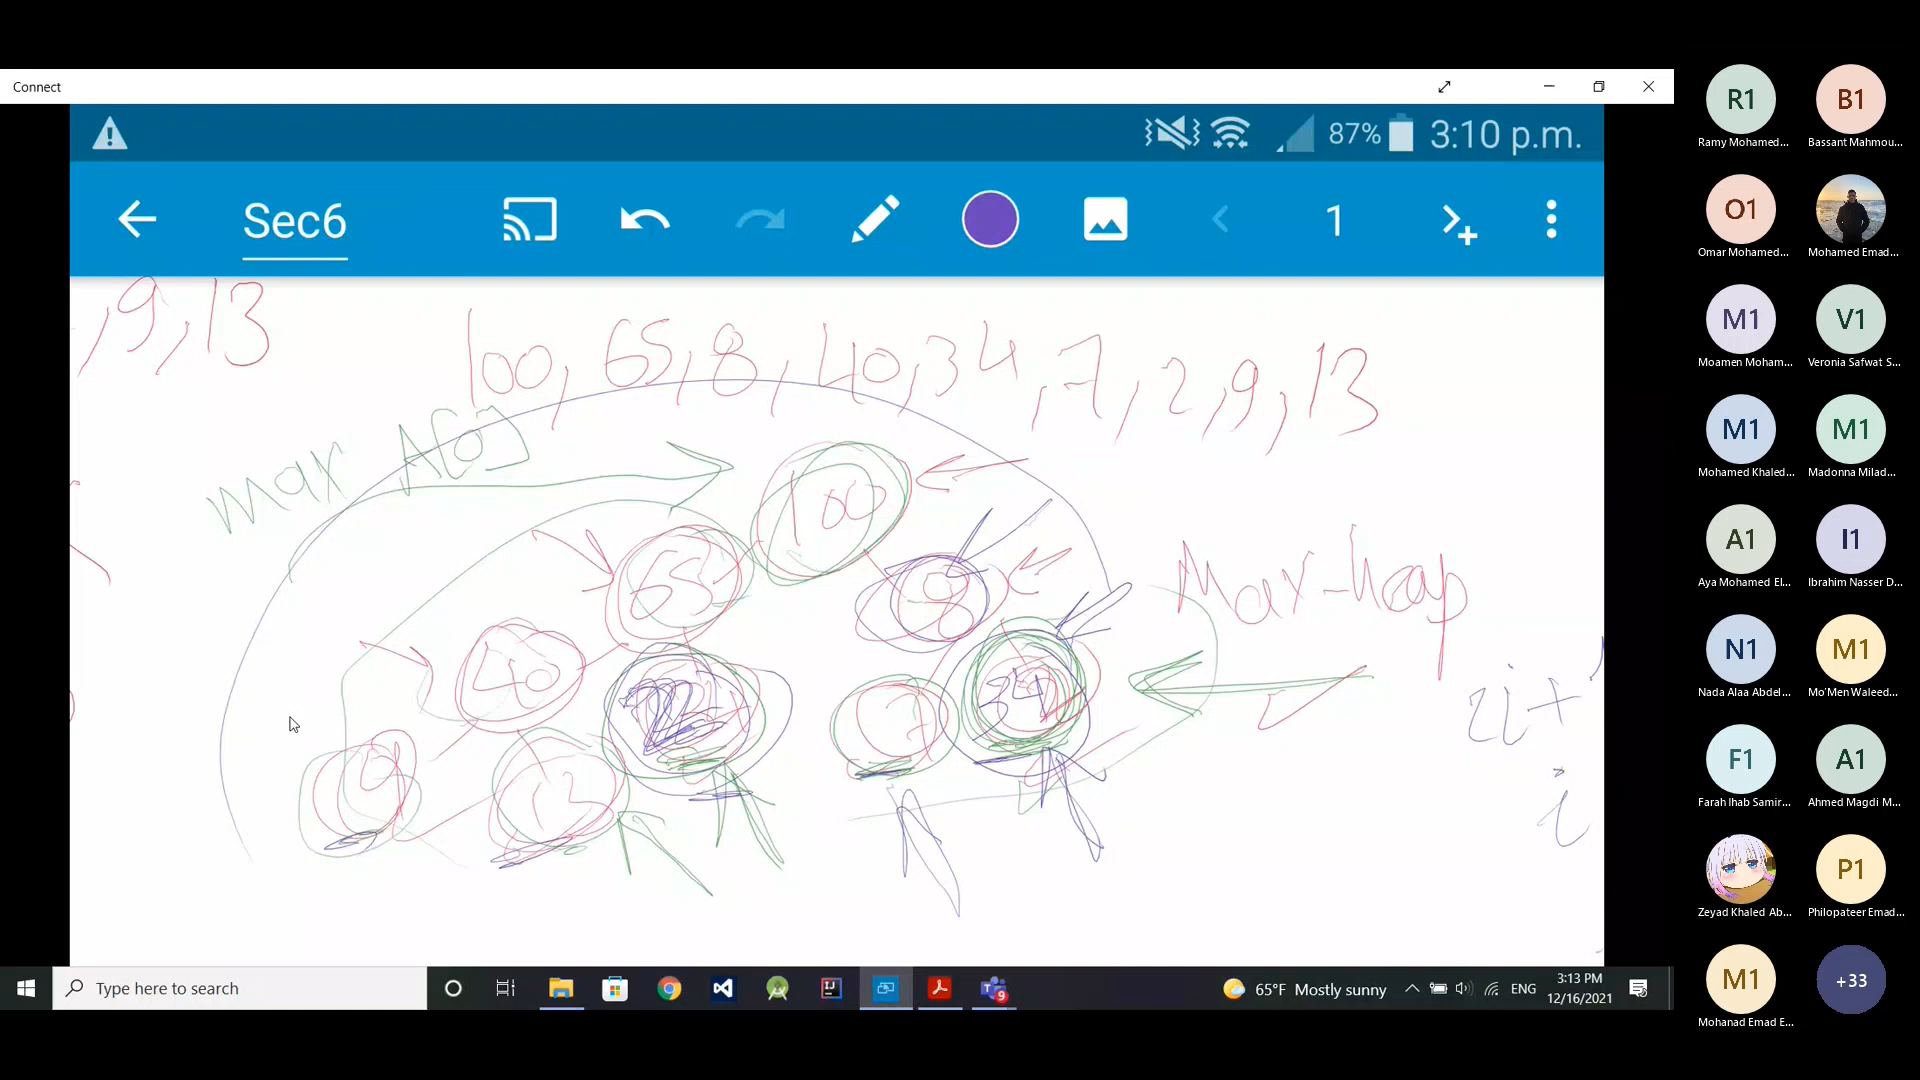 Connect
87% 3:10 p.m.
Sec6
1
,9,13
100, 65, 8, 40, 34, 7, 2, 9, 13
max A[0]
100
65
8
Max-heap
40
7
34
9
13
2i+
i
Type here to search
65°F Mostly sunny
ENG
3:13 PM
12/16/2021
9
R1
Ramy Mohamed...
B1
Bassant Mahmou...
O1
Omar Mohamed...
Mohamed Emad...
M1
Moamen Moham...
V1
Veronia Safwat S...
M1
Mohamed Khaled...
M1
Madonna Milad...
A1
Aya Mohamed El...
I1
Ibrahim Nasser D...
N1
Nada Alaa Abdel...
M1
Mo'Men Waleed...
F1
Farah Ihab Samir...
A1
Ahmed Magdi M...
Zeyad Khaled Ab...
P1
Philopateer Emad...
M1
Mohanad Emad E...
+33